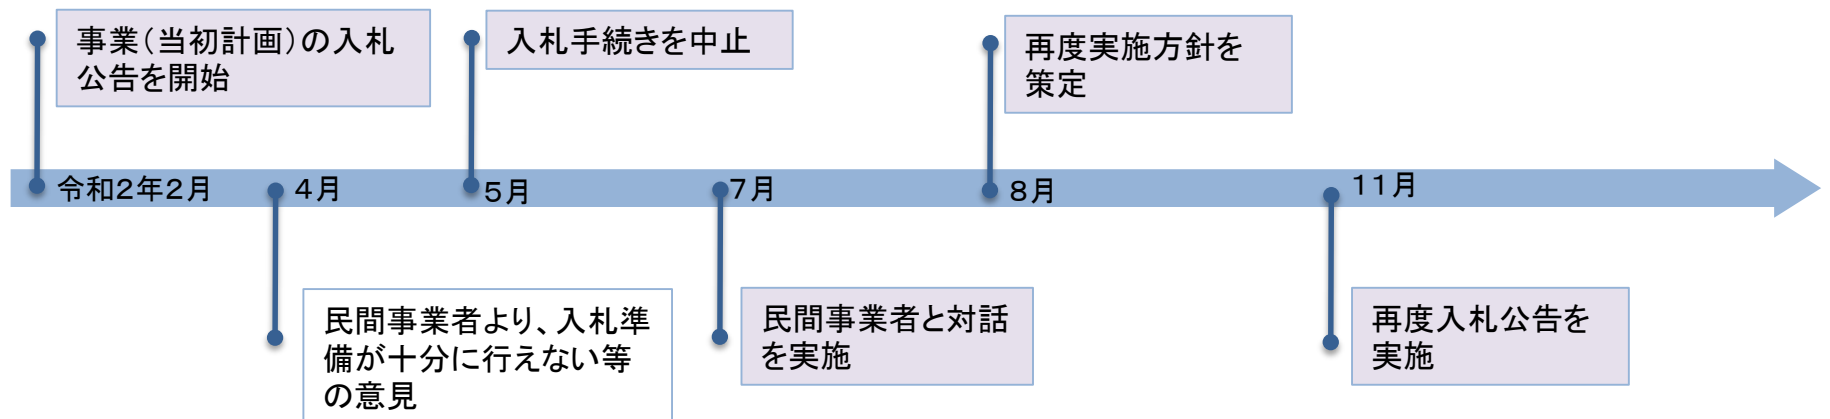 事業(当初計画)の入札
公告を開始
入札手続きを中止
再度実施方針を
策定
令和2年2月
4月
5月
7月
8月
11月
民間事業者より、入札準
備が十分に行えない等
の意見
民間事業者と対話
を実施
再度入札公告を
実施